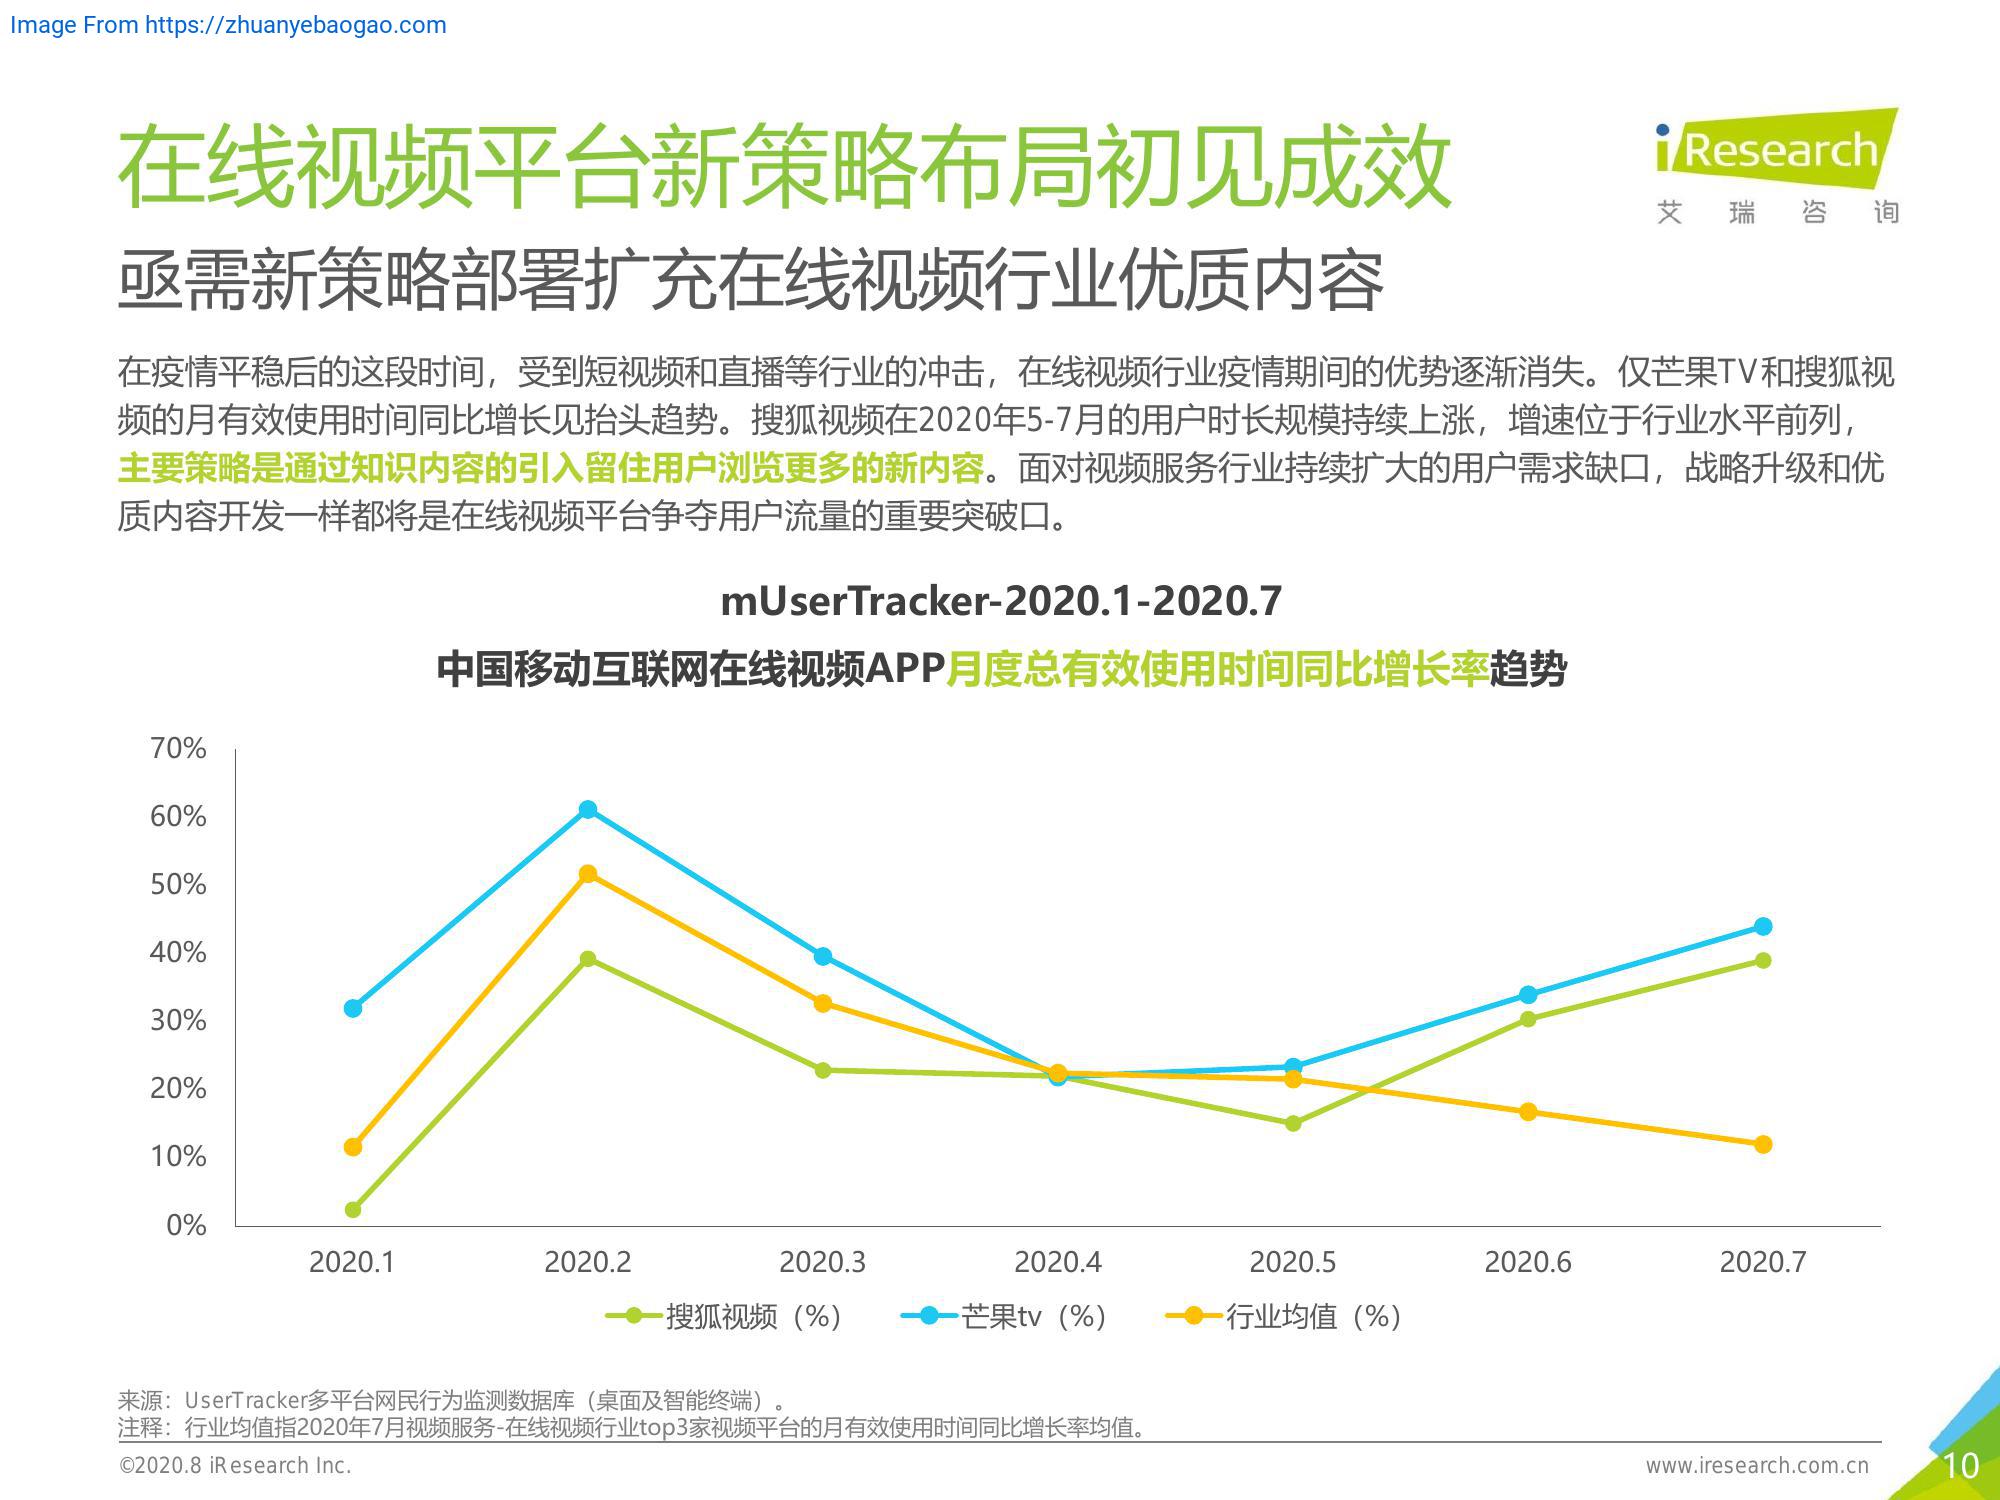 Image From https://zhuanyebaogao.com
在线视频平台新策略布局初见成效
iResearch
艾瑞咨询
亟需新策略部署扩充在线视频行业优质内容
在疫情平稳后的这段时间，受到短视频和直播等行业的冲击，在线视频行业疫情期间的优势逐渐消失。仅芒果TV和搜狐视
频的月有效使用时间同比增长见抬头趋势。搜狐视频在2020年5-7月的用户时长规模持续上涨，增速位于行业水平前列，
主要策略是通过知识内容的引入留住用户浏览更多的新内容。面对视频服务行业持续扩大的用户需求缺口，战略升级和优
质内容开发一样都将是在线视频平台争夺用户流量的重要突破口。
mUserTracker-2020.1-2020.7
中国移动互联网在线视频APP月度总有效使用时间同比增长率趋势
70%
60%
50%
40%
30%
20%
10%
0%
2020.1 2020.2 2020.3 2020.4 2020.5 2020.6 2020.7
搜狐视频（%） 芒果tv（%） 行业均值（%）
来源：UserTracker多平台网民行为监测数据库（桌面及智能终端）。
注释：行业均值指2020年7月视频服务-在线视频行业top3家视频平台的月有效使用时间同比增长率均值。
©2020.8 iResearch Inc.
www.iresearch.com.cn
10